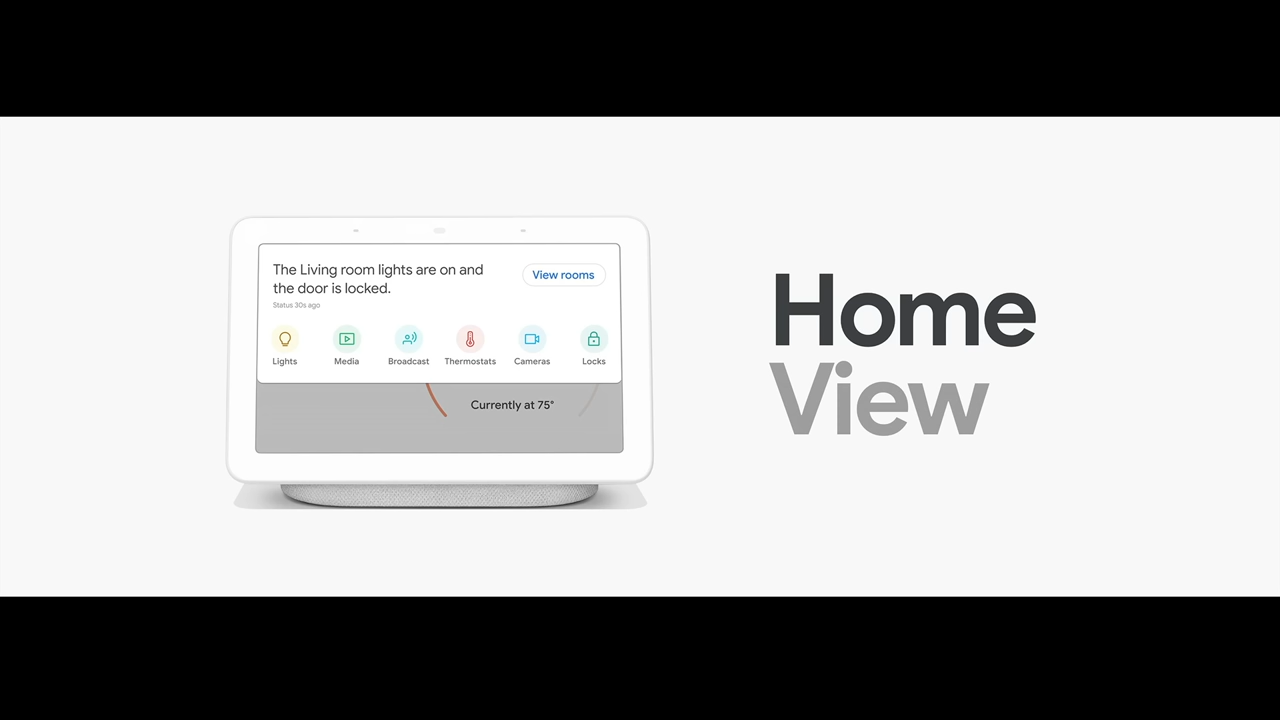 The Living room lights are on and
the door is locked.
Status 30s ago
View rooms
Lights
Media
Broadcast
Thermostats
Cameras
Locks
Currently at 75°
Home
View